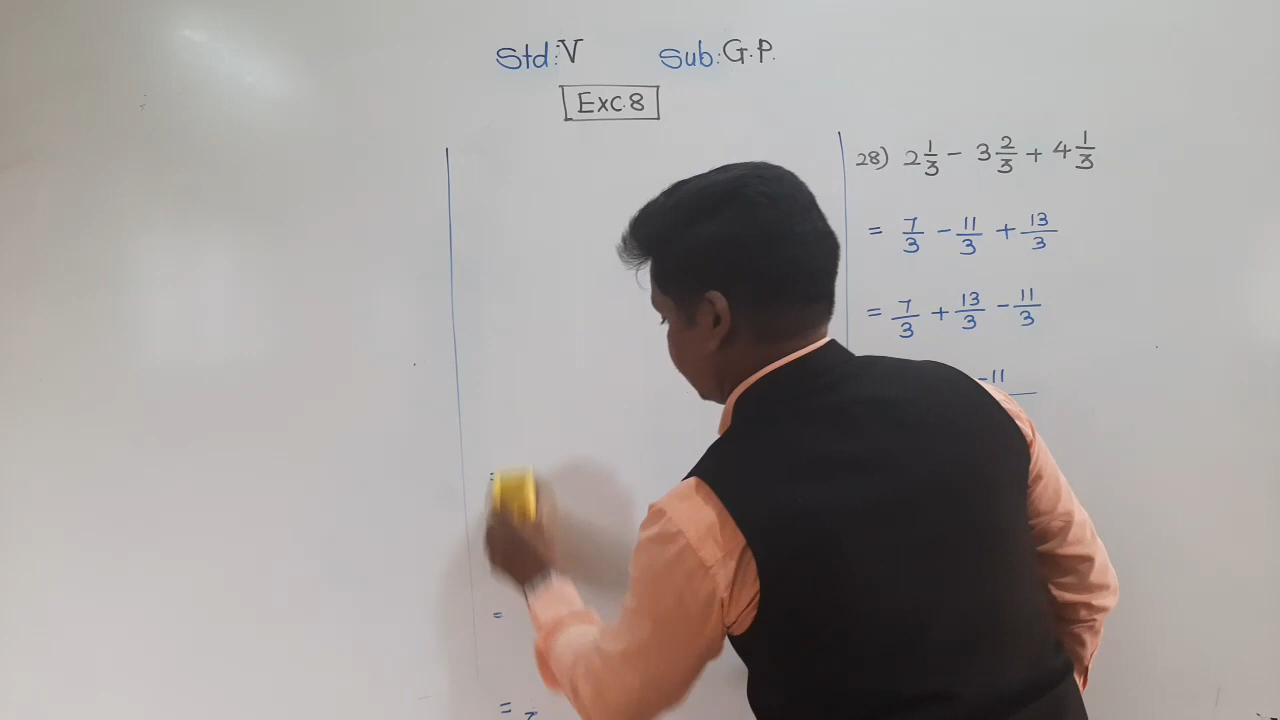 Std: V Sub: G.P.
Exc.8
28) 2 1/3 - 3 2/3 + 4 1/3
= 7/3 - 11/3 + 13/3
= 7/3 + 13/3 - 11/3
-11
=
=
=